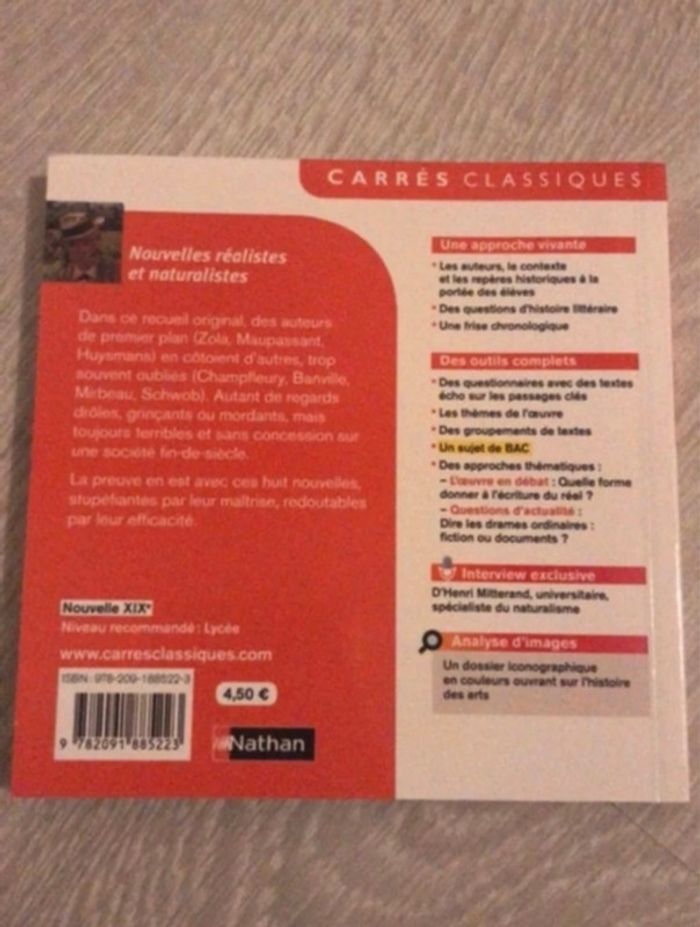 CARRÉS CLASSIQUES
Nouvelles réalistes
et naturalistes
Dans ce recueil original, des auteurs
de premier plan (Zola, Maupassant,
Huysmans) en côtoient d'autres, trop
souvent oubliés (Champfleury, Banville,
Mirbeau, Schwob). Autant de regards
drôles, grinçants ou mordants, mais
toujours terribles et sans concession sur
une société fin-de-siècle.
La preuve en est avec ces huit nouvelles,
stupéfiantes par leur maîtrise, redoutables
par leur efficacité.
Nouvelle XIXe
Niveau recommandé : Lycée
www.carresclassiques.com
ISBN : 978-209-188522-3
9 782091 885223
4,50 €
Nathan
Une approche vivante
• Les auteurs, le contexte
et les repères historiques à la
portée des élèves
• Des questions d'histoire littéraire
• Une frise chronologique
Des outils complets
• Des questionnaires avec des textes
écho sur les passages clés
• Les thèmes de l'œuvre
• Des groupements de textes
• Un sujet de BAC
• Des approches thématiques :
– L'œuvre en débat : Quelle forme
donner à l'écriture du réel ?
– Questions d'actualité :
Dire les drames ordinaires :
fiction ou documents ?
Interview exclusive
D'Henri Mitterand, universitaire,
spécialiste du naturalisme
Analyse d'images
Un dossier iconographique
en couleurs ouvrant sur l'histoire
des arts